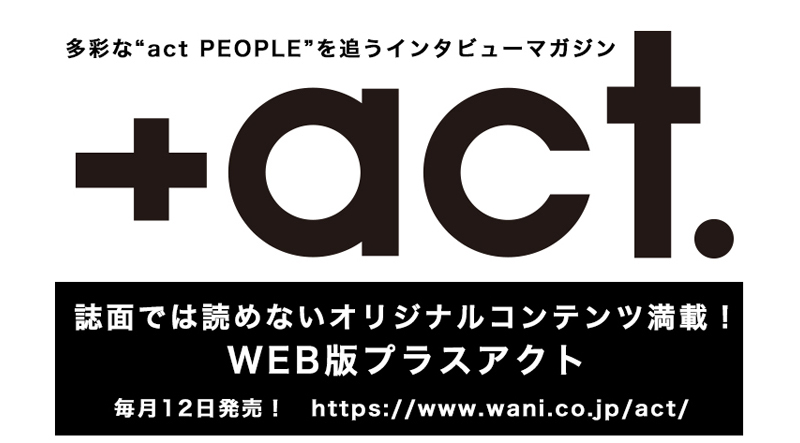 多彩な“act PEOPLE”を追うインタビューマガジン
+act.
誌面では読めないオリジナルコンテンツ満載！
WEB版プラスアクト
毎月12日発売！ https://www.wani.co.jp/act/